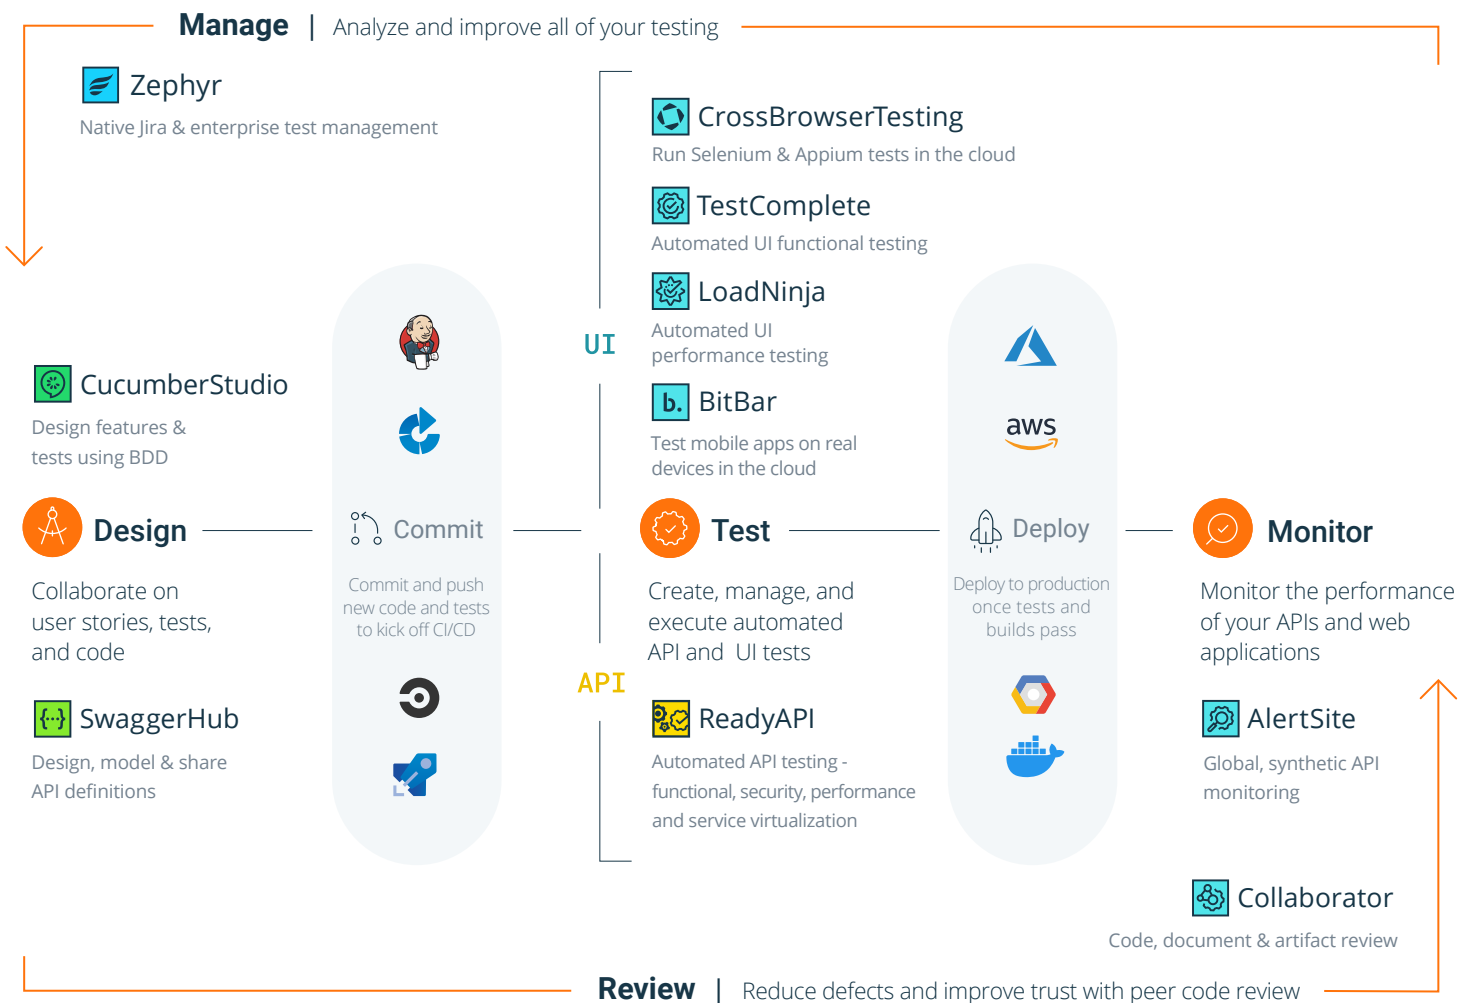 Manage | Analyze and improve all of your testing
Zephyr
Native Jira & enterprise test management
CrossBrowserTesting
Run Selenium & Appium tests in the cloud
TestComplete
Automated UI functional testing
LoadNinja
Automated UI
performance testing
UI
BitBar
b.
Test mobile apps on real
devices in the cloud
CucumberStudio
Design features &
tests using BDD
aws
Design
Collaborate on
user stories, tests,
and code
Commit
Commit and push
new code and tests
to kick off CI/CD
Test
Create, manage, and
execute automated
API and UI tests
Deploy
Deploy to production
once tests and
builds pass
Monitor
Monitor the performance
of your APIs and web
applications
API
SwaggerHub
{··}
Design, model & share
API definitions
ReadyAPI
Automated API testing -
functional, security, performance
and service virtualization
AlertSite
Global, synthetic API
monitoring
Collaborator
Code, document & artifact review
Review | Reduce defects and improve trust with peer code review